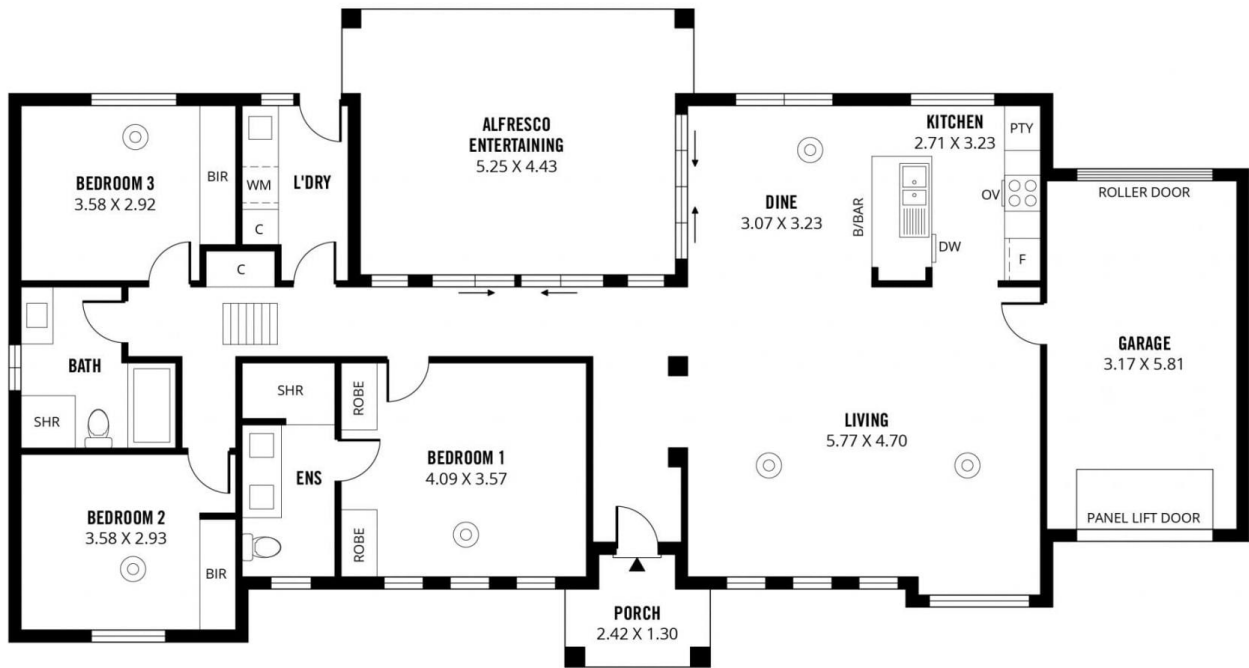 ALFRESCO
ENTERTAINING
5.25 X 4.43
KITCHEN
2.71 X 3.23
PTY
BEDROOM 3
3.58 X 2.92
BIR
WM
L'DRY
C
C
DINE
3.07 X 3.23
B/BAR
OV
DW
F
ROLLER DOOR
GARAGE
3.17 X 5.81
PANEL LIFT DOOR
BATH
SHR
SHR
ROBE
ENS
ROBE
BEDROOM 1
4.09 X 3.57
LIVING
5.77 X 4.70
BEDROOM 2
3.58 X 2.93
BIR
PORCH
2.42 X 1.30